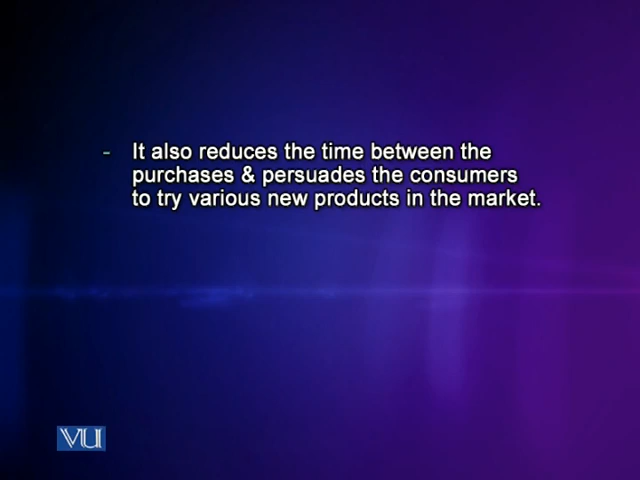 - It also reduces the time between the
purchases & persuades the consumers
to try various new products in the market.
VU